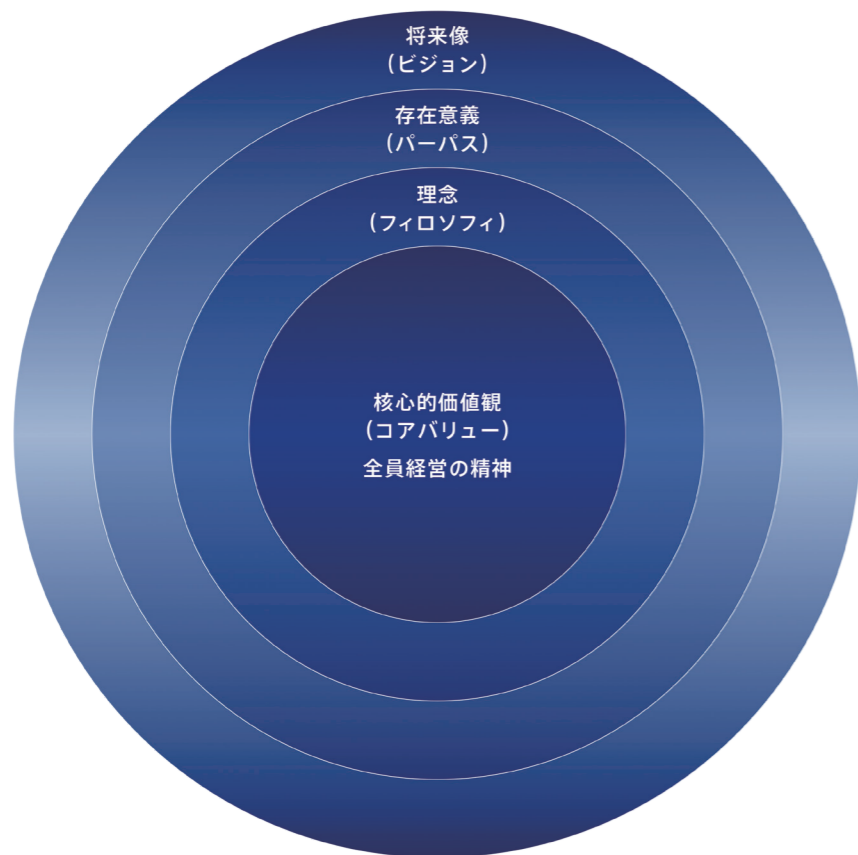 将来像
(ビジョン)
存在意義
(パーパス)
理念
(フィロソフィ)
核心的価値観
(コアバリュー)
全員経営の精神